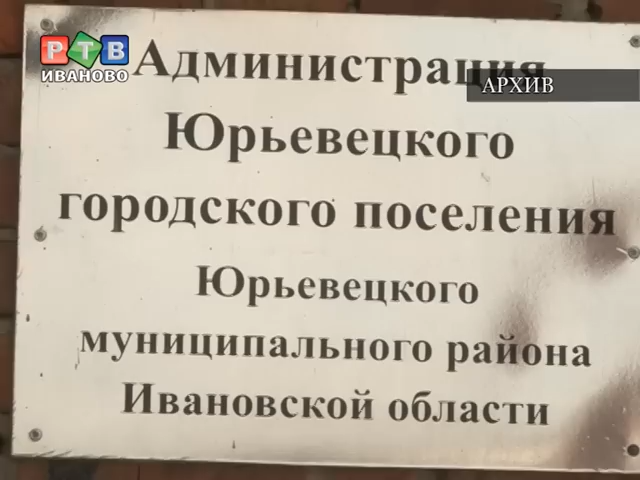 РТВ
ИВАНОВО
АРХИВ
Администрация
Юрьевецкого
городского поселения
Юрьевецкого
муниципального района
Ивановской области